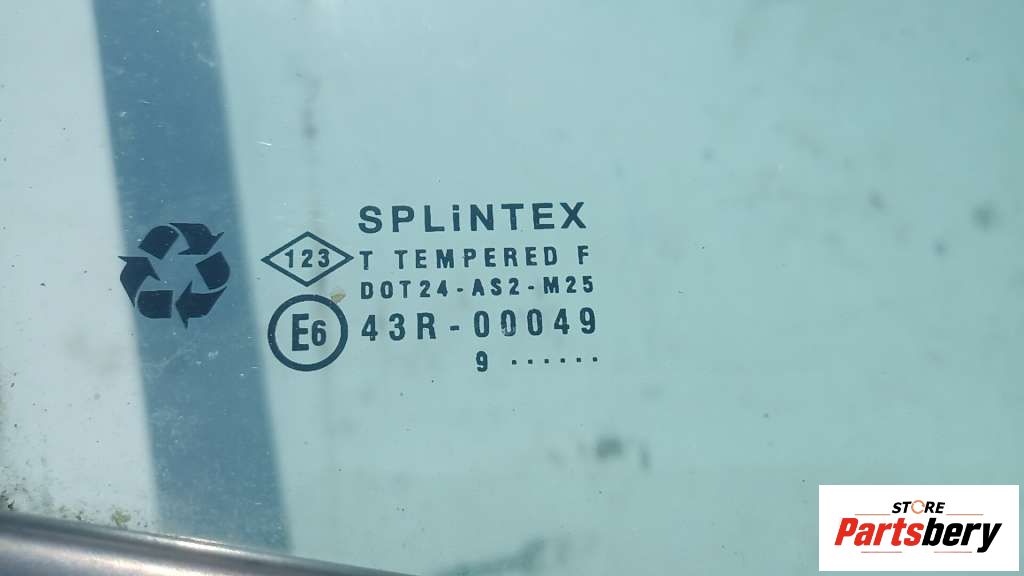 SPLiNTEX
123 T TEMPERED F
DOT24-AS2-M25
E6 43R-00049
9 ······
STORE
Partsbery